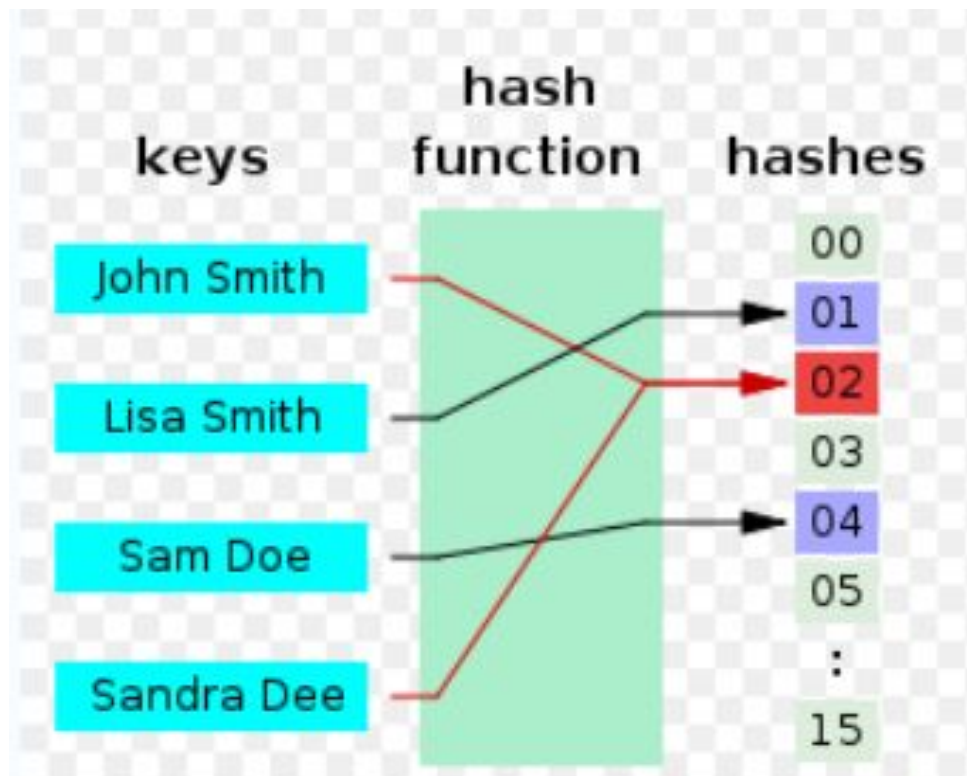 hash
keys function hashes
John Smith
Lisa Smith
Sam Doe
Sandra Dee
00
01
02
03
04
05
:
15